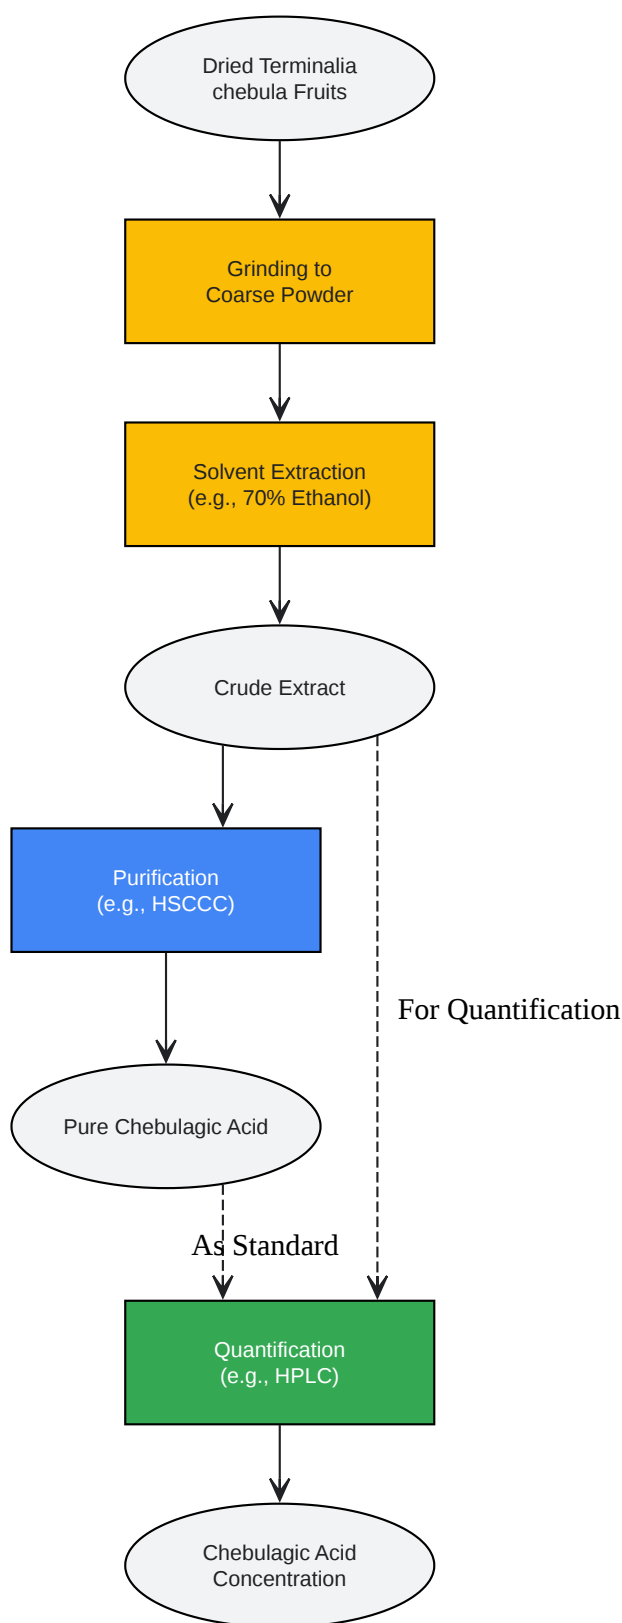 Dried Terminalia
chebula Fruits
Grinding to
Coarse Powder
Solvent Extraction
(e.g., 70% Ethanol)
Crude Extract
Purification
(e.g., HSCCC)
For Quantification
Pure Chebulagic Acid
As Standard
Quantification
(e.g., HPLC)
Chebulagic Acid
Concentration